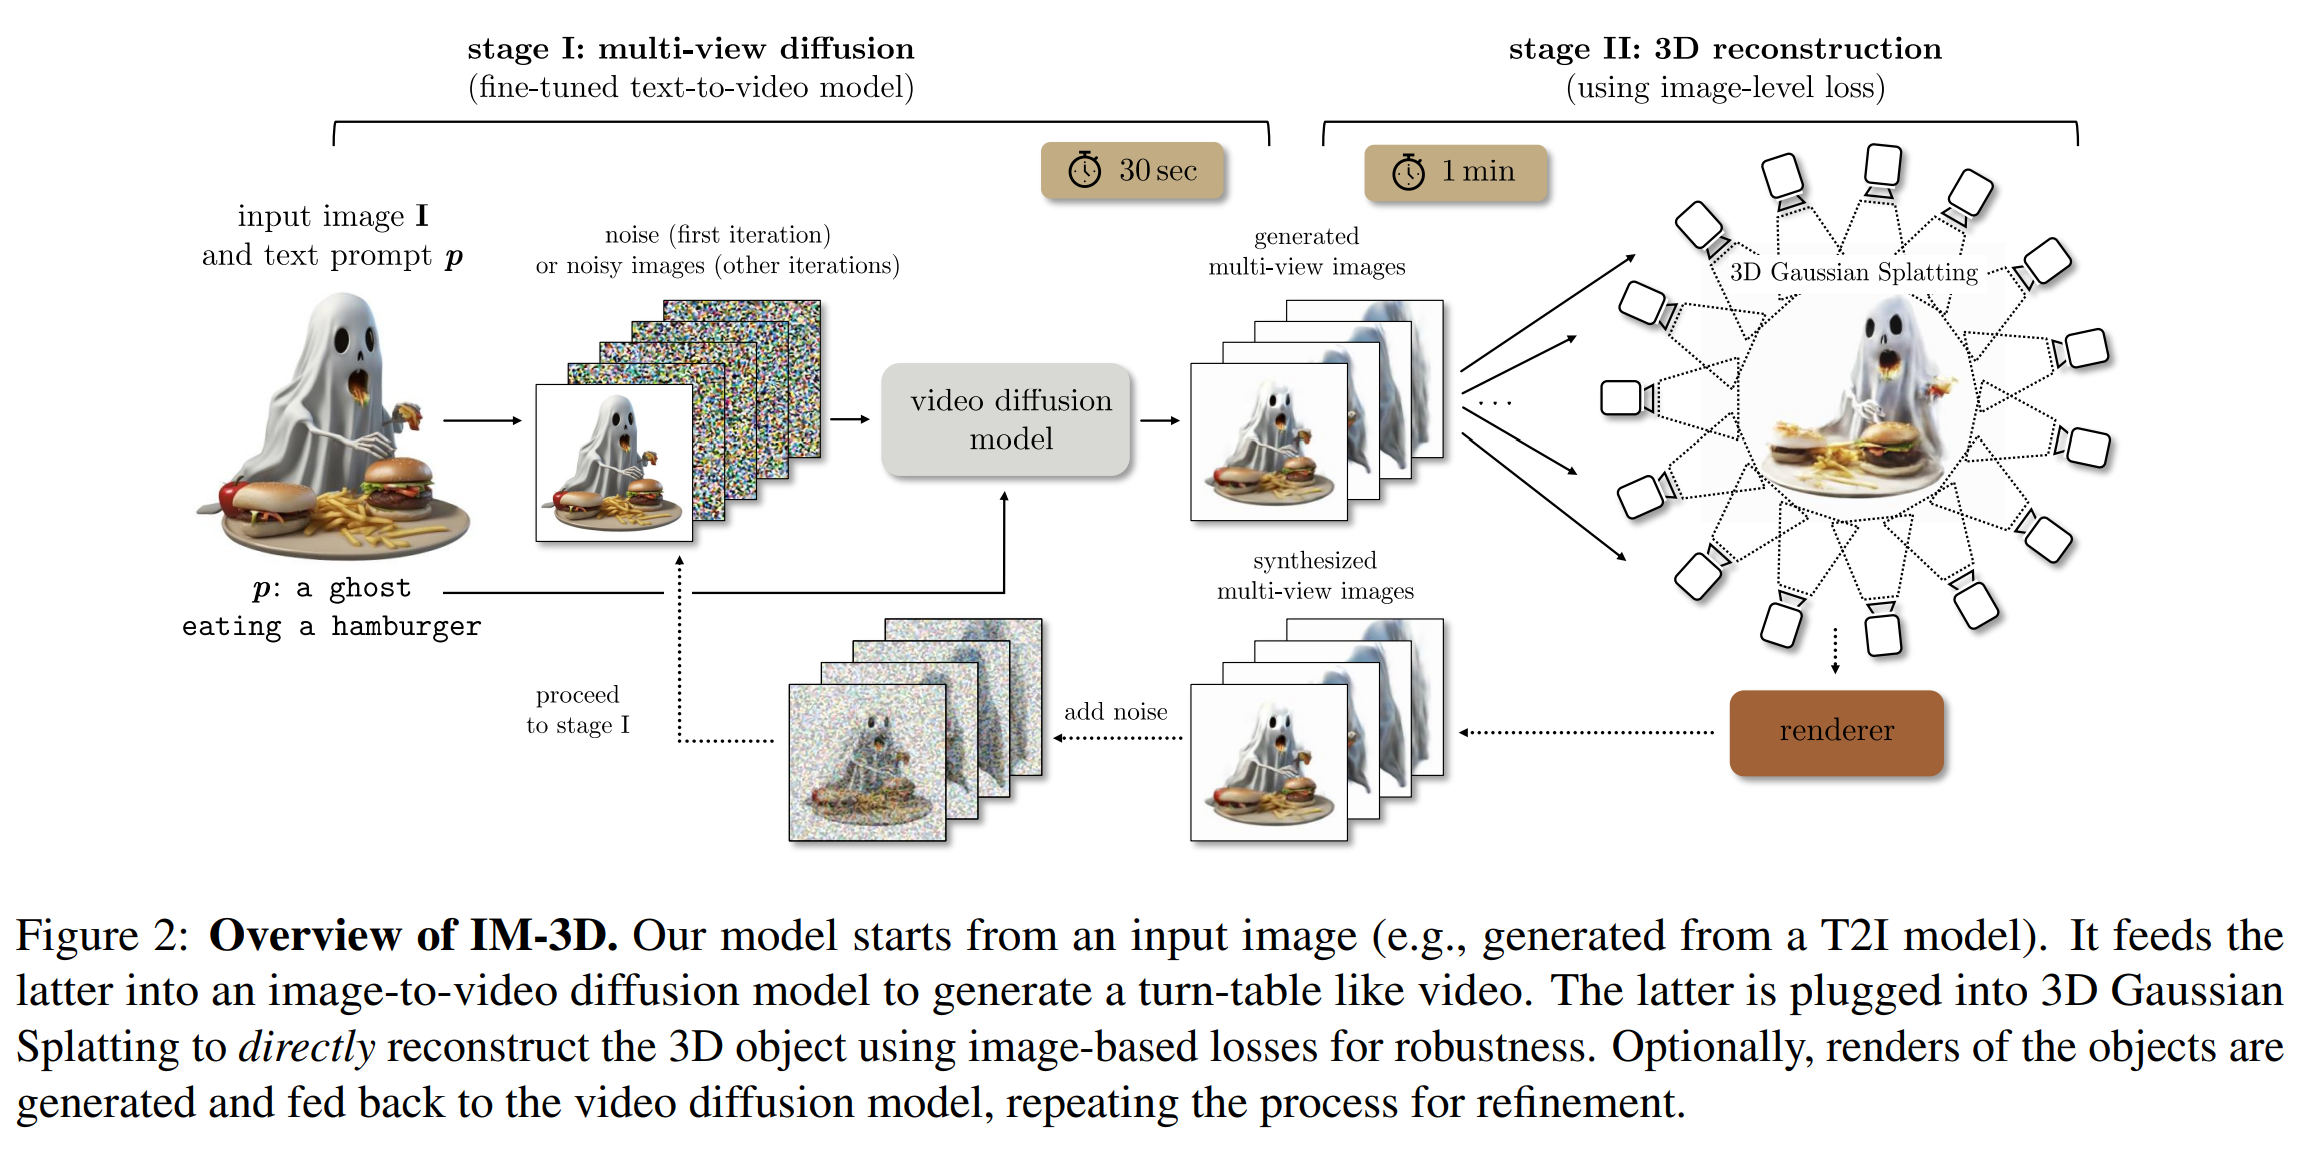 stage I: multi-view diffusion
(fine-tuned text-to-video model)
stage II: 3D reconstruction
(using image-level loss)
30 sec
1 min
input image I
and text prompt p
noise (first iteration)
or noisy images (other iterations)
generated
multi-view images
3D Gaussian Splatting
video diffusion
model
. . .
p: a ghost
eating a hamburger
synthesized
multi-view images
proceed
to stage I
add noise
renderer
Figure 2: Overview of IM-3D. Our model starts from an input image (e.g., generated from a T2I model). It feeds the
latter into an image-to-video diffusion model to generate a turn-table like video. The latter is plugged into 3D Gaussian
Splatting to directly reconstruct the 3D object using image-based losses for robustness. Optionally, renders of the objects are
generated and fed back to the video diffusion model, repeating the process for refinement.